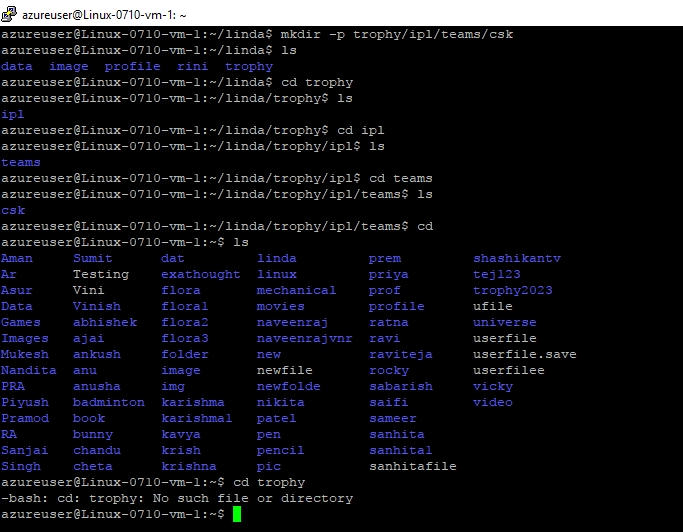 azureuser@Linux-0710-vm-1: ~
azureuser@Linux-0710-vm-1:~/linda$ mkdir -p trophy/ipl/teams/csk
azureuser@Linux-0710-vm-1:~/linda$ ls
data  image  profile  rini  trophy
azureuser@Linux-0710-vm-1:~/linda$ cd trophy
azureuser@Linux-0710-vm-1:~/linda/trophy$ ls
ipl
azureuser@Linux-0710-vm-1:~/linda/trophy$ cd ipl
azureuser@Linux-0710-vm-1:~/linda/trophy/ipl$ ls
teams
azureuser@Linux-0710-vm-1:~/linda/trophy/ipl$ cd teams
azureuser@Linux-0710-vm-1:~/linda/trophy/ipl/teams$ ls
csk
azureuser@Linux-0710-vm-1:~/linda/trophy/ipl/teams$ cd
azureuser@Linux-0710-vm-1:~$ ls
Aman     Sumit      dat         linda         prem         shashikantv
Ar       Testing    exathought  linux         priya        tej123
Asur     Vini       flora       mechanical    prof         trophy2023
Data     Vinish     flora1      movies        profile      ufile
Games    abhishek   flora2      naveenraj     ratna        universe
Images   ajai       flora3      naveenrajvnr  ravi         userfile
Mukesh   ankush     folder      new           raviteja     userfile.save
Nandita  anu        image       newfile       rocky        userfilee
PRA      anusha     img         newfolde      sabarish     vicky
Piyush   badminton  karishma    nikita        saifi        video
Pramod   book       karishma1   patel         sameer
RA       bunny      kavya       pen           sanhita
Sanjai   chandu     krish       pencil        sanhita1
Singh    cheta      krishna     pic           sanhitafile
azureuser@Linux-0710-vm-1:~$ cd trophy
-bash: cd: trophy: No such file or directory
azureuser@Linux-0710-vm-1:~$